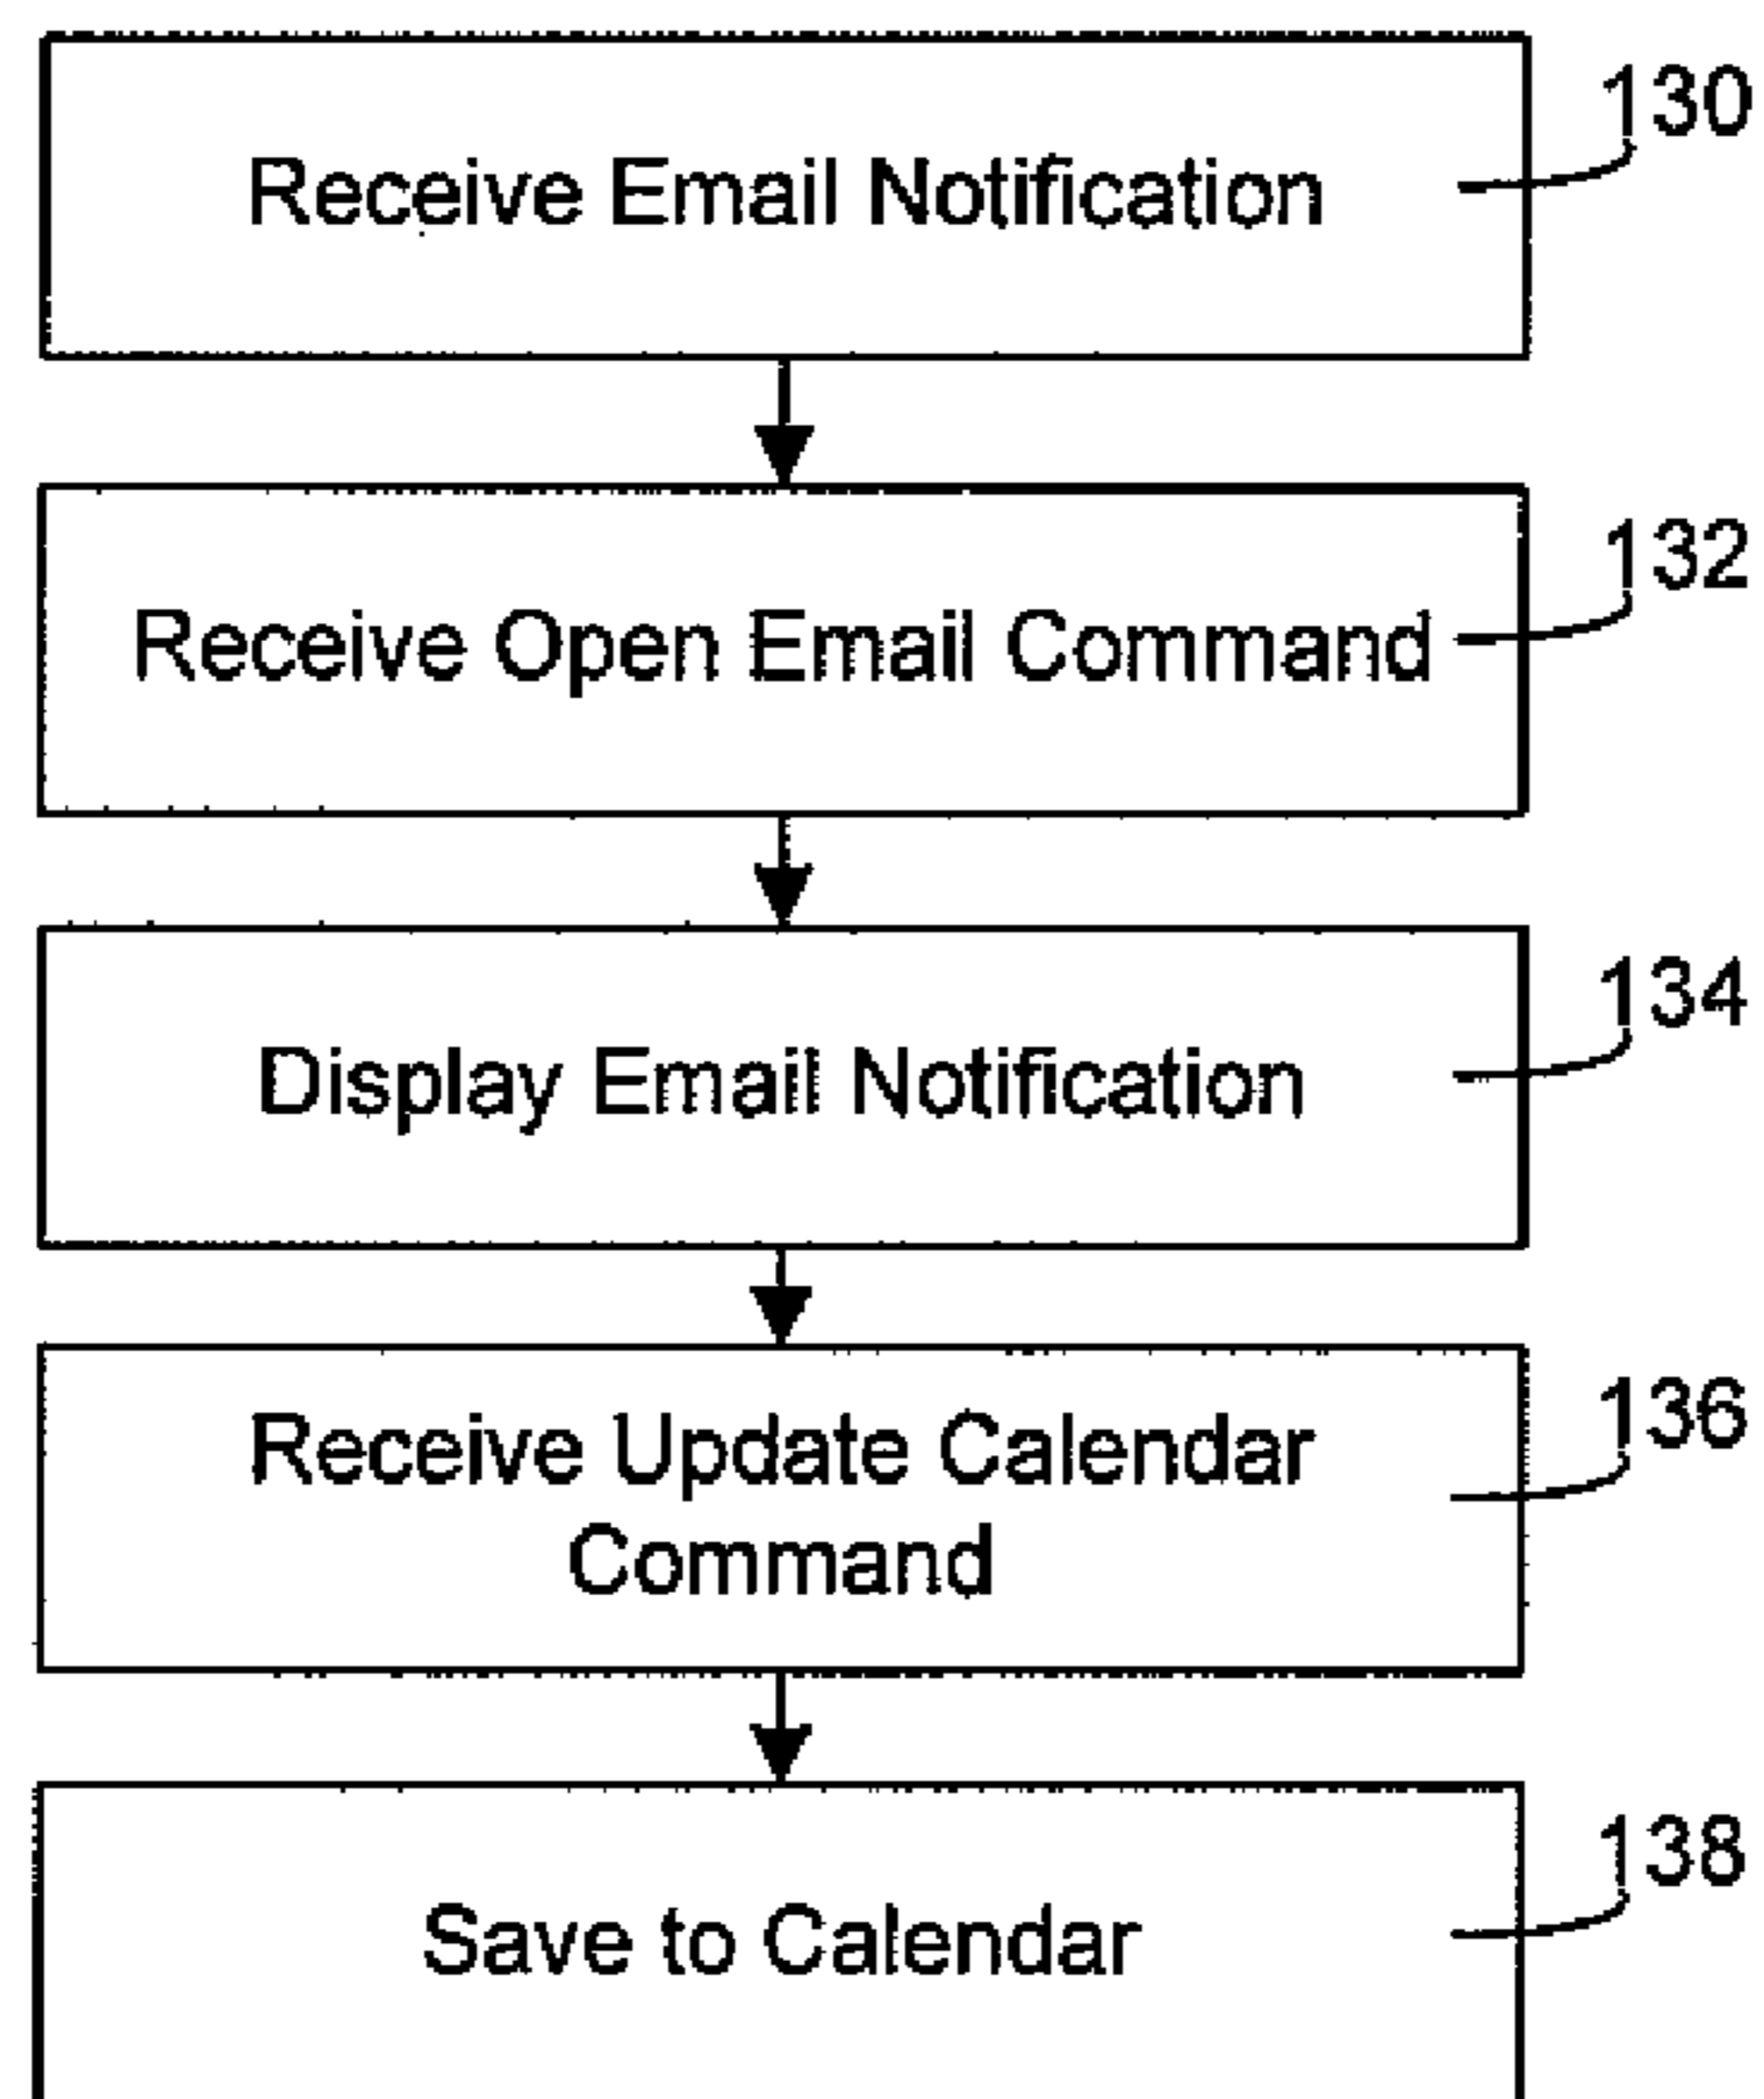 130
Receive Email Notification
132
Receive Open Email Command
134
Display Email Notification
136
Receive Update Calendar
Command
138
Save to Calendar